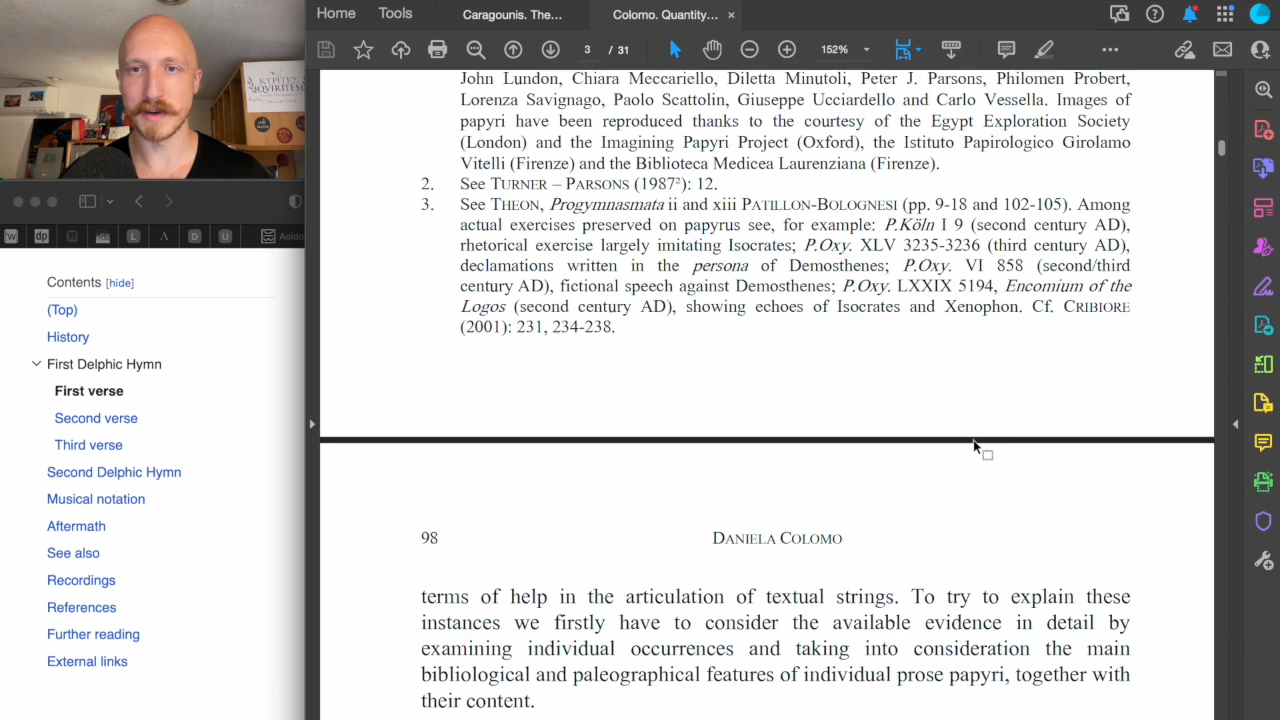 ΚΥΡΙΤΕΣ
QVIRITES
Home
Tools
Caragounis. The...
Colomo. Quantity...
3 / 31
152%
John Lundon, Chiara Meccariello, Diletta Minutoli, Peter J. Parsons, Philomen Probert,
Lorenza Savignago, Paolo Scattolin, Giuseppe Ucciardello and Carlo Vessella. Images of
papyri have been reproduced thanks to the courtesy of the Egypt Exploration Society
(London) and the Imagining Papyri Project (Oxford), the Istituto Papirologico Girolamo
Vitelli (Firenze) and the Biblioteca Medicea Laurenziana (Firenze).
2. See TURNER – PARSONS (1987²): 12.
3. See THEON, Progymnasmata ii and xiii PATILLON-BOLOGNESI (pp. 9-18 and 102-105). Among
actual exercises preserved on papyrus see, for example: P.Köln I 9 (second century AD),
rhetorical exercise largely imitating Isocrates; P.Oxy. XLV 3235-3236 (third century AD),
declamations written in the persona of Demosthenes; P.Oxy. VI 858 (second/third
century AD), fictional speech against Demosthenes; P.Oxy. LXXIX 5194, Encomium of the
Logos (second century AD), showing echoes of Isocrates and Xenophon. Cf. CRIBIORE
(2001): 231, 234-238.
98
DANIELA COLOMO
terms of help in the articulation of textual strings. To try to explain these
instances we firstly have to consider the available evidence in detail by
examining individual occurrences and taking into consideration the main
bibliological and paleographical features of individual prose papyri, together with
their content.
W
dp
L
Λ
D
U
Aoido
Contents [hide]
(Top)
History
First Delphic Hymn
First verse
Second verse
Third verse
Second Delphic Hymn
Musical notation
Aftermath
See also
Recordings
References
Further reading
External links